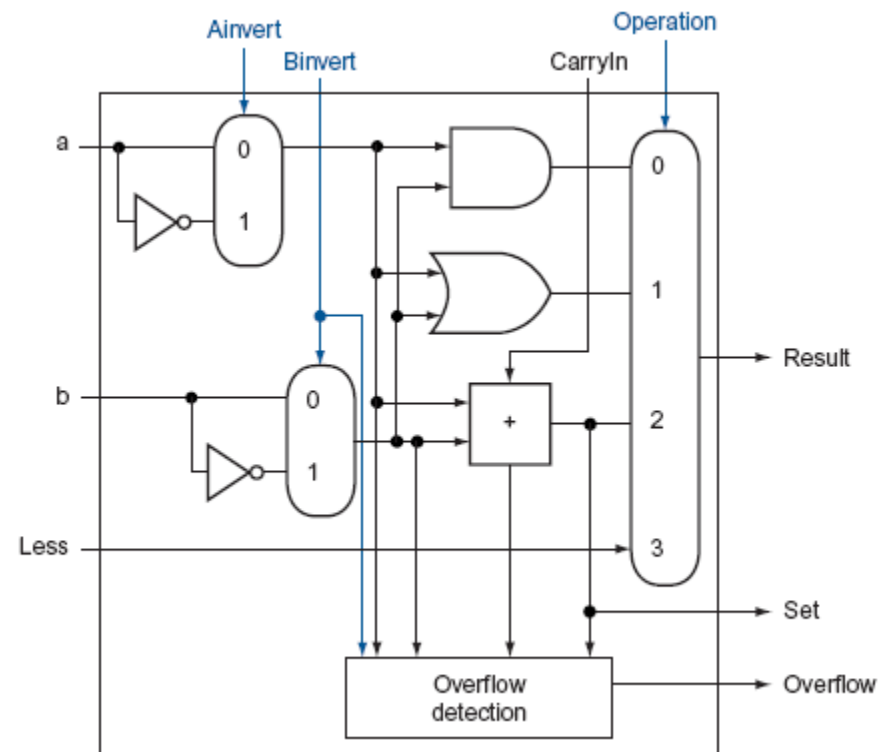 Ainvert
Operation
Binvert
CarryIn
a
0
0
1
1
Result
b
0
2
+
1
Less
3
Set
Overflow
detection
Overflow